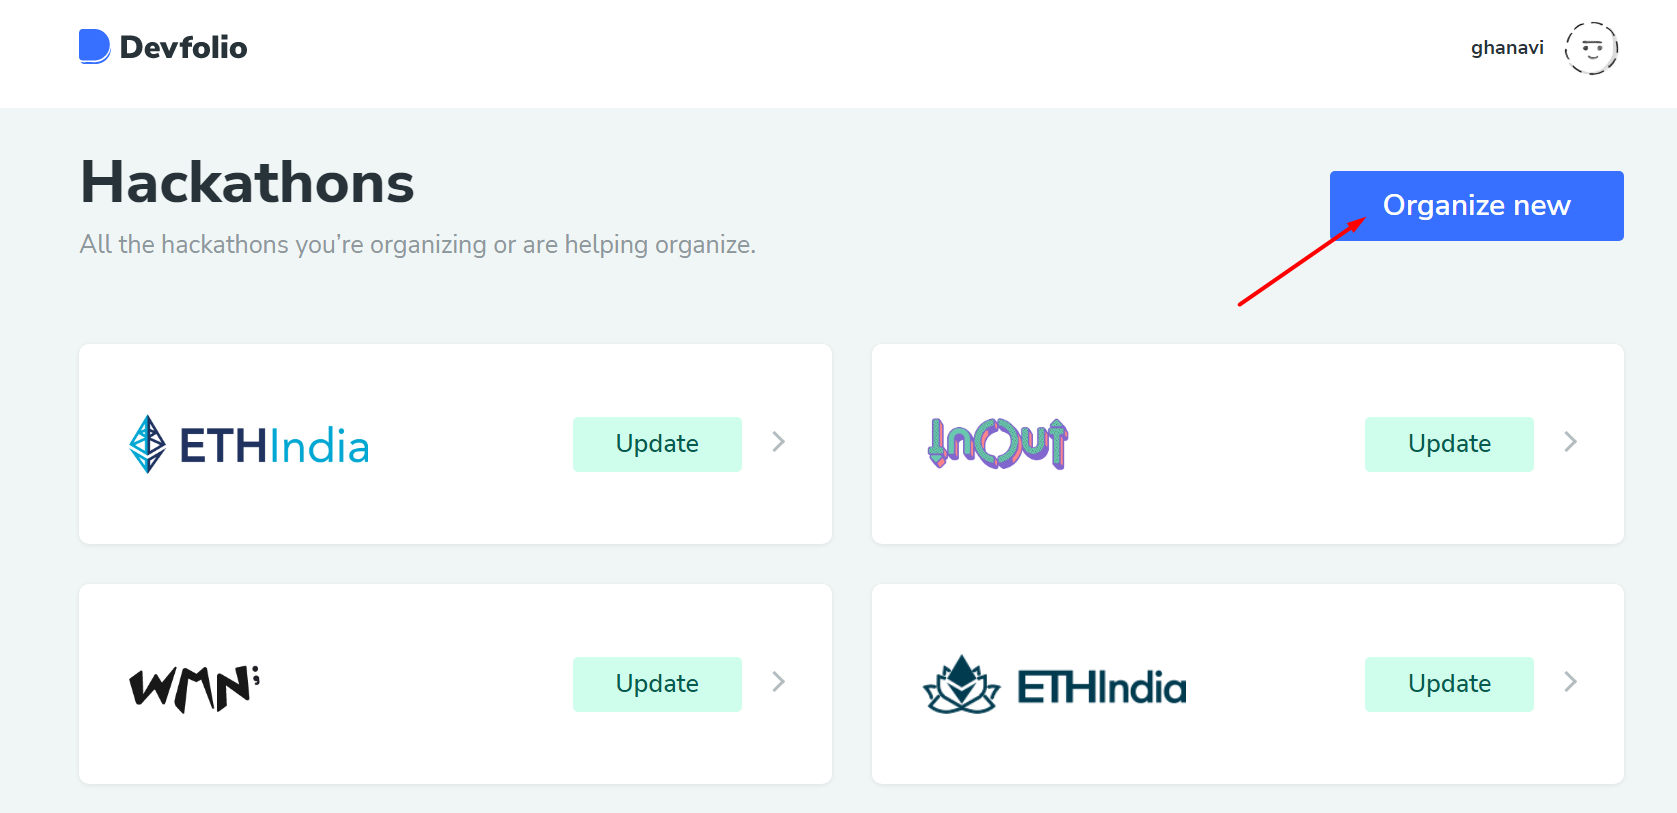 Devfolio
ghanavi
Hackathons
Organize new
All the hackathons you’re organizing or are helping organize.
ETHIndia
Update
InOut
Update
WMN;
Update
ETHIndia
Update